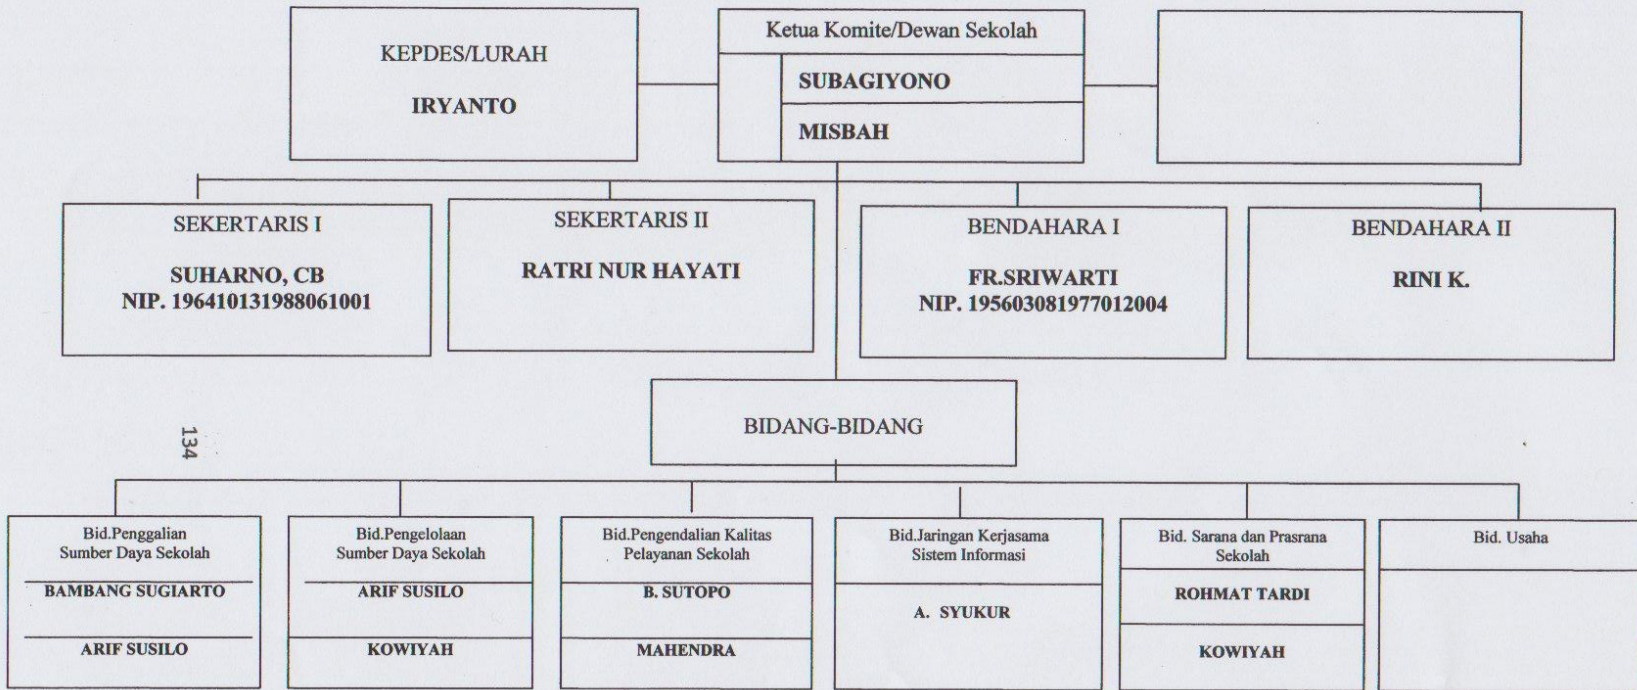 KEPDES/LURAH
IRYANTO
Ketua Komite/Dewan Sekolah
SUBAGIYONO
MISBAH
SEKERTARIS I
SUHARNO, CB
NIP. 196410131988061001
SEKERTARIS II
RATRI NUR HAYATI
BENDAHARA I
FR.SRIWARTI
NIP. 195603081977012004
BENDAHARA II
RINI K.
BIDANG-BIDANG
134
Bid.Penggalian
Sumber Daya Sekolah
BAMBANG SUGIARTO
ARIF SUSILO
Bid.Pengelolaan
Sumber Daya Sekolah
ARIF SUSILO
KOWIYAH
Bid.Pengendalian Kalitas
Pelayanan Sekolah
B. SUTOPO
MAHENDRA
Bid.Jaringan Kerjasama
Sistem Informasi
A. SYUKUR
Bid. Sarana dan Prasrana
Sekolah
ROHMAT TARDI
KOWIYAH
Bid. Usaha